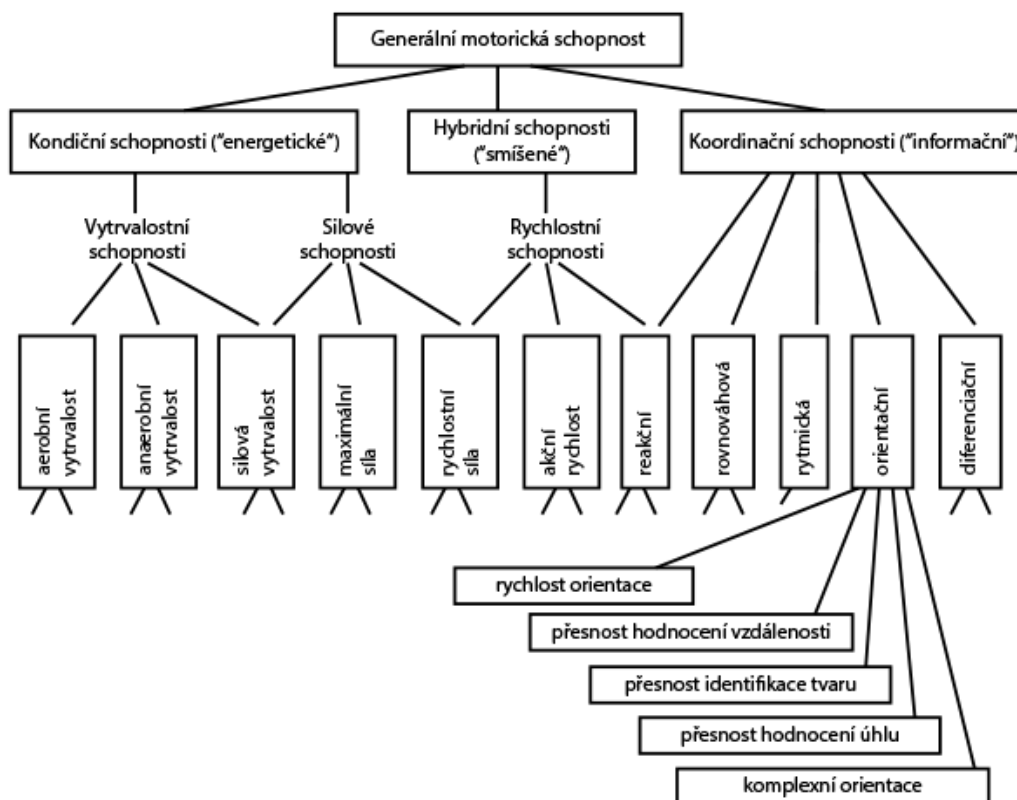 Generální motorická schopnost
Kondiční schopnosti (“energetické“)
Hybridní schopnosti
(“smíšené“)
Koordinační schopnosti (“informační“)
Vytrvalostní
schopnosti
Silové
schopnosti
Rychlostní
schopnosti
aerobní
vytrvalost
anaerobní
vytrvalost
silová
vytrvalost
maximální
síla
rychlostní
síla
akční
rychlost
reakční
rovnováhová
rytmická
orientační
diferenciační
rychlost orientace
přesnost hodnocení vzdálenosti
přesnost identifikace tvaru
přesnost hodnocení úhlu
komplexní orientace